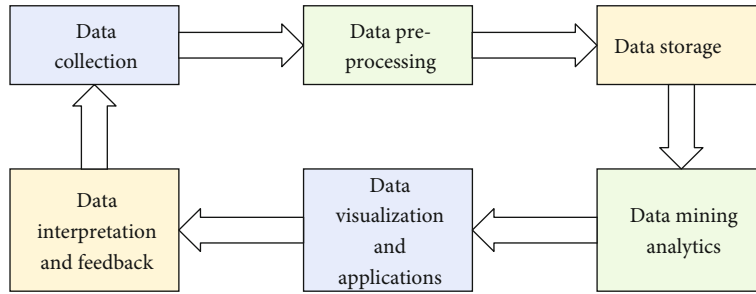 Data
collection
Data pre-
processing
Data storage
Data
interpretation
and feedback
Data
visualization
and
applications
Data mining
analytics